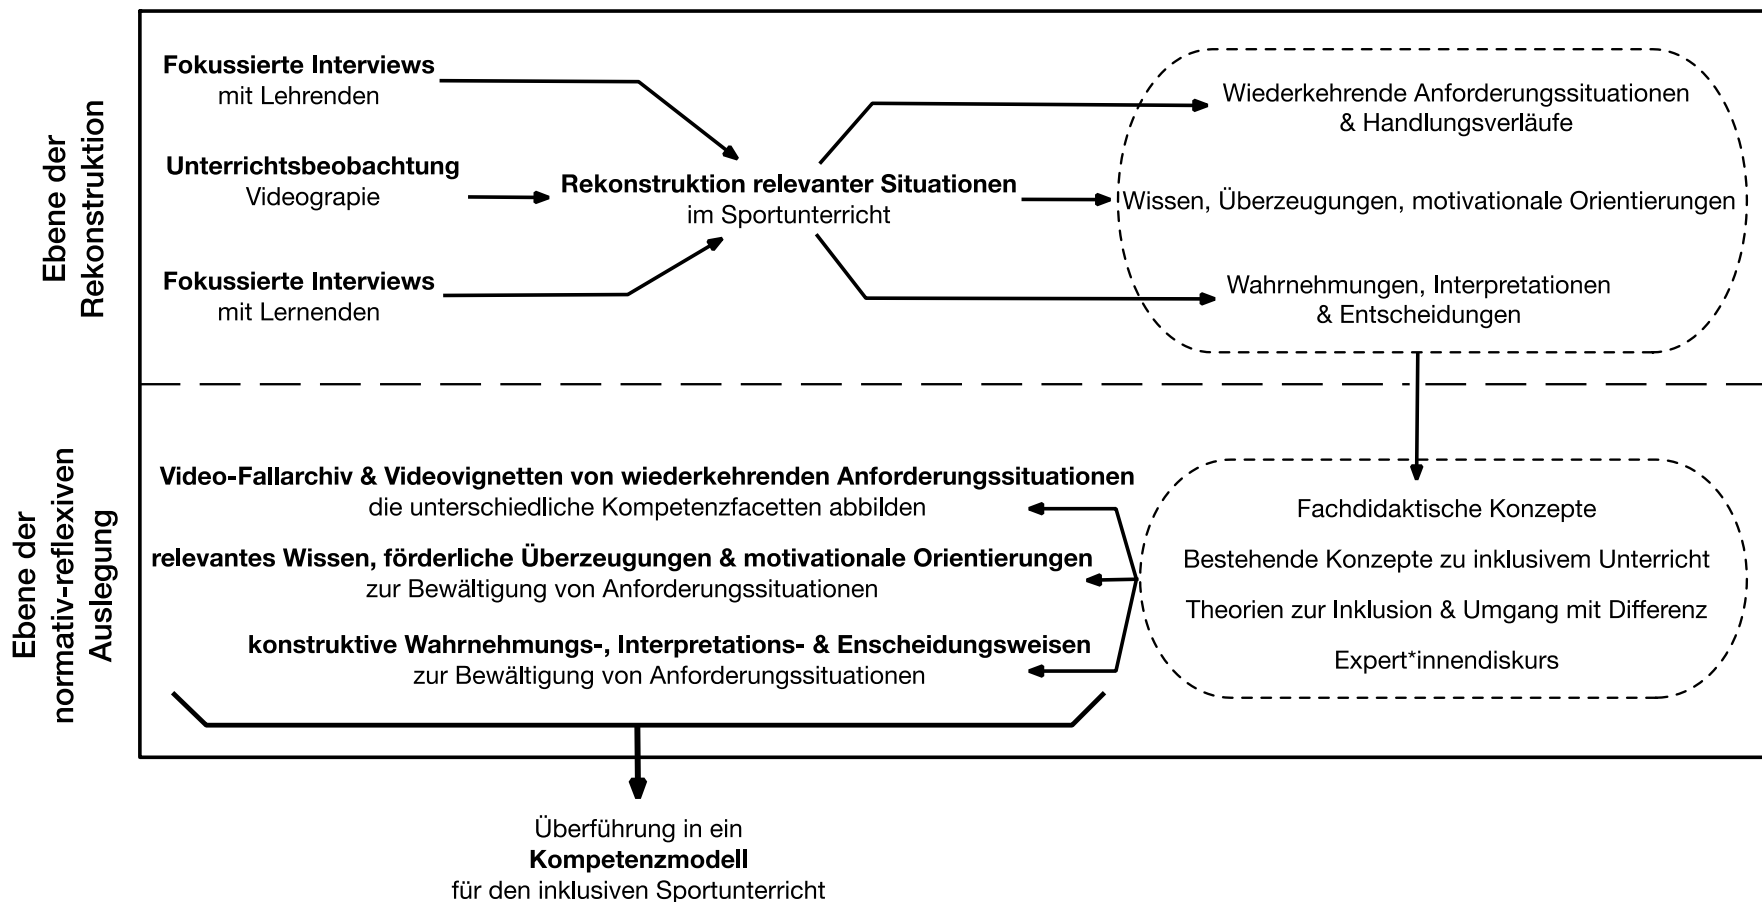 Ebene der
Rekonstruktion
Fokussierte Interviews
mit Lehrenden
Unterrichtsbeobachtung
Videograpie
Fokussierte Interviews
mit Lernenden
Rekonstruktion relevanter Situationen
im Sportunterricht
Wiederkehrende Anforderungssituationen
& Handlungsverläufe
Wissen, Überzeugungen, motivationale Orientierungen
Wahrnehmungen, Interpretationen
& Entscheidungen
Ebene der
normativ-reflexiven
Auslegung
Video-Fallarchiv & Videovignetten von wiederkehrenden Anforderungssituationen
die unterschiedliche Kompetenzfacetten abbilden
relevantes Wissen, förderliche Überzeugungen & motivationale Orientierungen
zur Bewältigung von Anforderungssituationen
konstruktive Wahrnehmungs-, Interpretations- & Enscheidungsweisen
zur Bewältigung von Anforderungssituationen
Fachdidaktische Konzepte
Bestehende Konzepte zu inklusivem Unterricht
Theorien zur Inklusion & Umgang mit Differenz
Expert*innendiskurs
Überführung in ein
Kompetenzmodell
für den inklusiven Sportunterricht